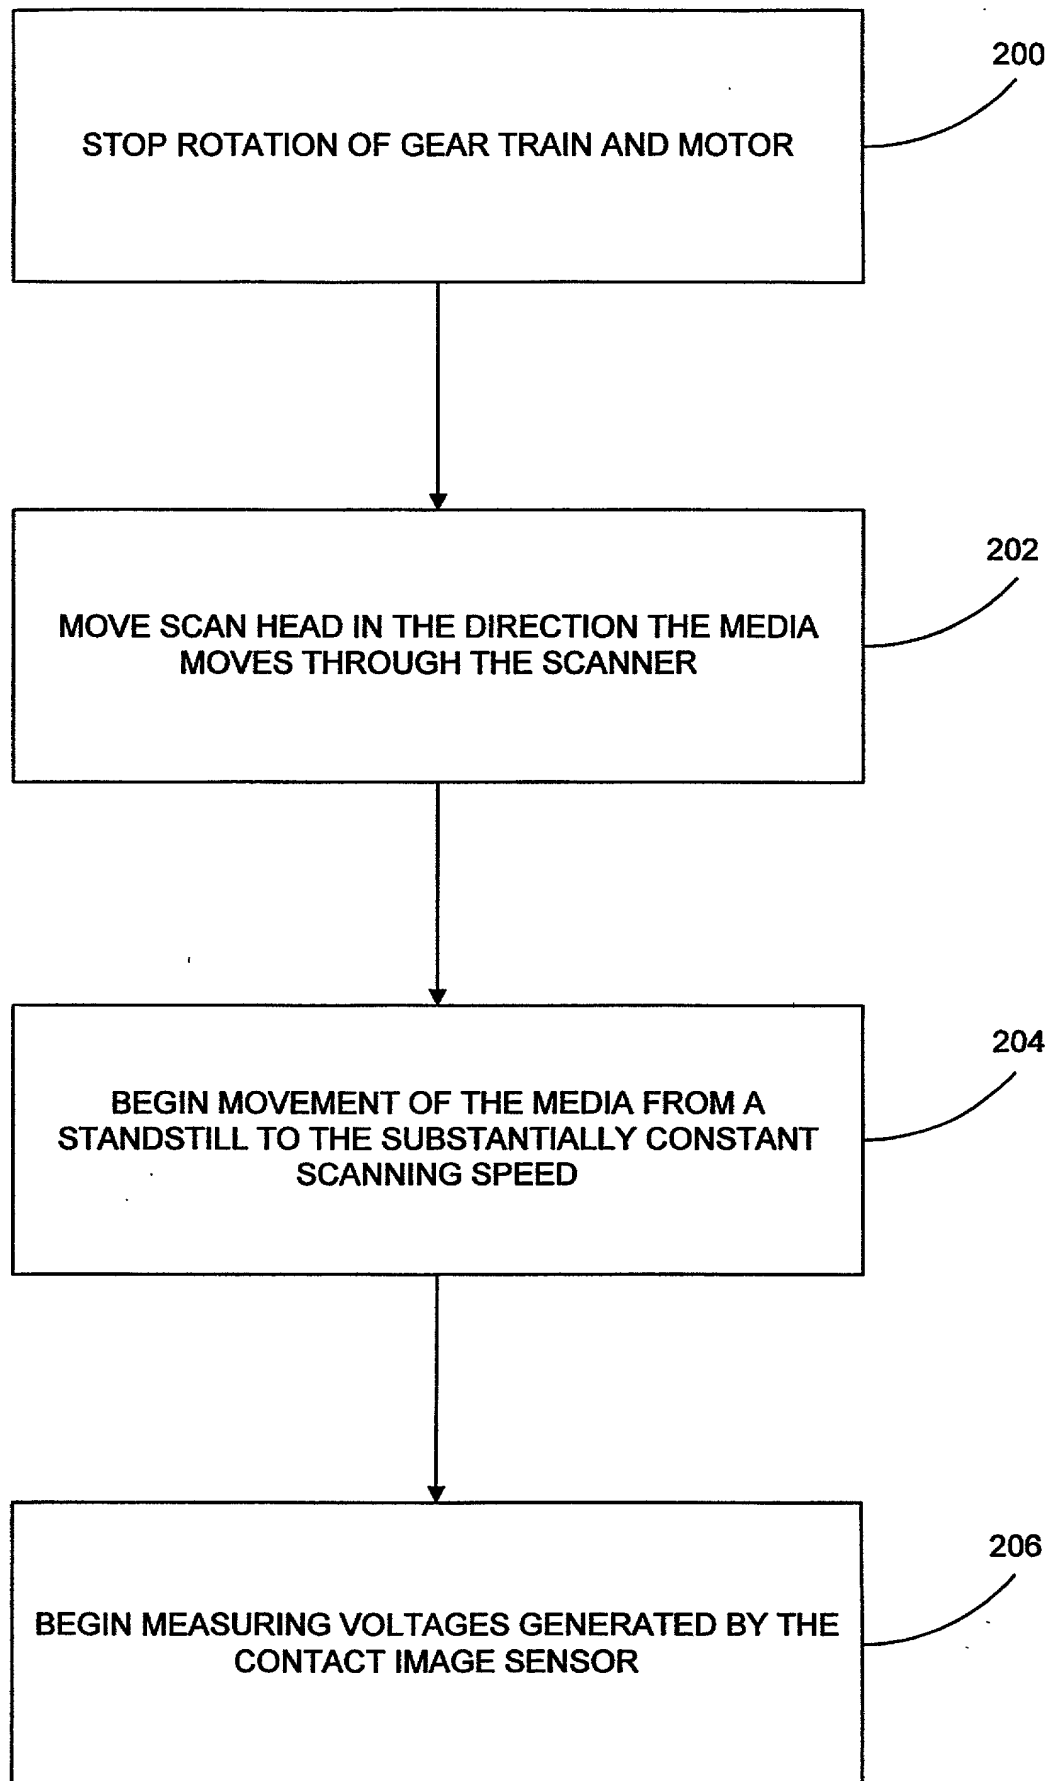 200
STOP ROTATION OF GEAR TRAIN AND MOTOR
202
MOVE SCAN HEAD IN THE DIRECTION THE MEDIA
MOVES THROUGH THE SCANNER
204
BEGIN MOVEMENT OF THE MEDIA FROM A
STANDSTILL TO THE SUBSTANTIALLY CONSTANT
SCANNING SPEED
206
BEGIN MEASURING VOLTAGES GENERATED BY THE
CONTACT IMAGE SENSOR